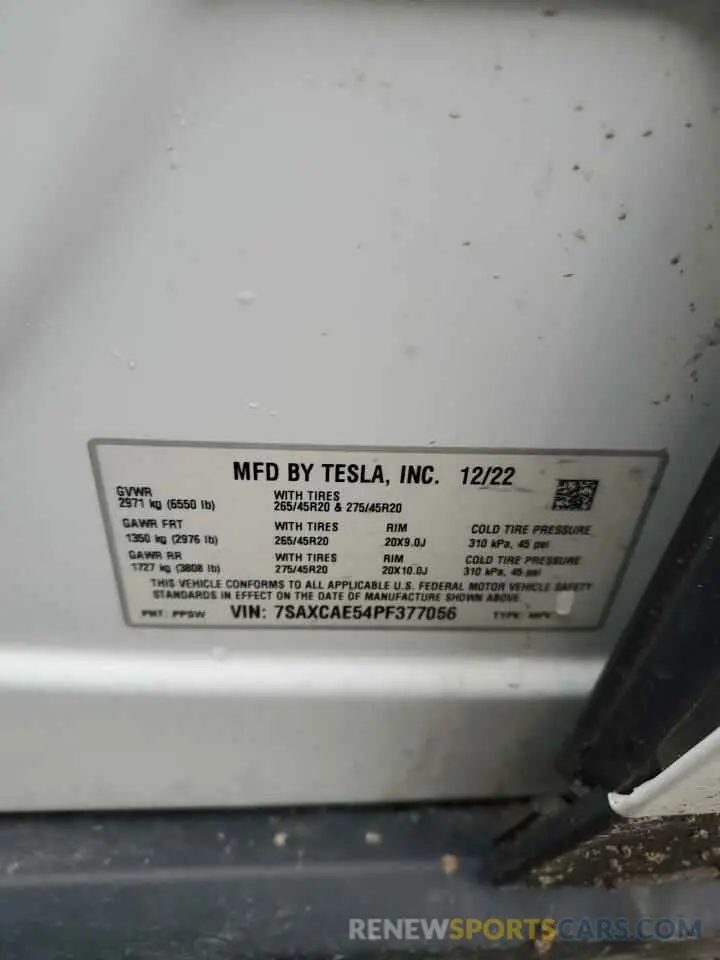 MFD BY TESLA, INC. 12/22
GVWR
2971 kg (6550 lb)
WITH TIRES
265/45R20 & 275/45R20
GAWR FRT
1350 kg (2976 lb)
WITH TIRES
265/45R20
RIM
20X9.0J
COLD TIRE PRESSURE
310 kPa, 45 psi
GAWR RR
1727 kg (3808 lb)
WITH TIRES
275/45R20
RIM
20X10.0J
COLD TIRE PRESSURE
310 kPa, 45 psi
THIS VEHICLE CONFORMS TO ALL APPLICABLE U.S. FEDERAL MOTOR VEHICLE SAFETY
STANDARDS IN EFFECT ON THE DATE OF MANUFACTURE SHOWN ABOVE
PNT: PPSW VIN: 7SAXCAE54PF377056 TYPE: MPV
RENEWSPORTSCARS.COM